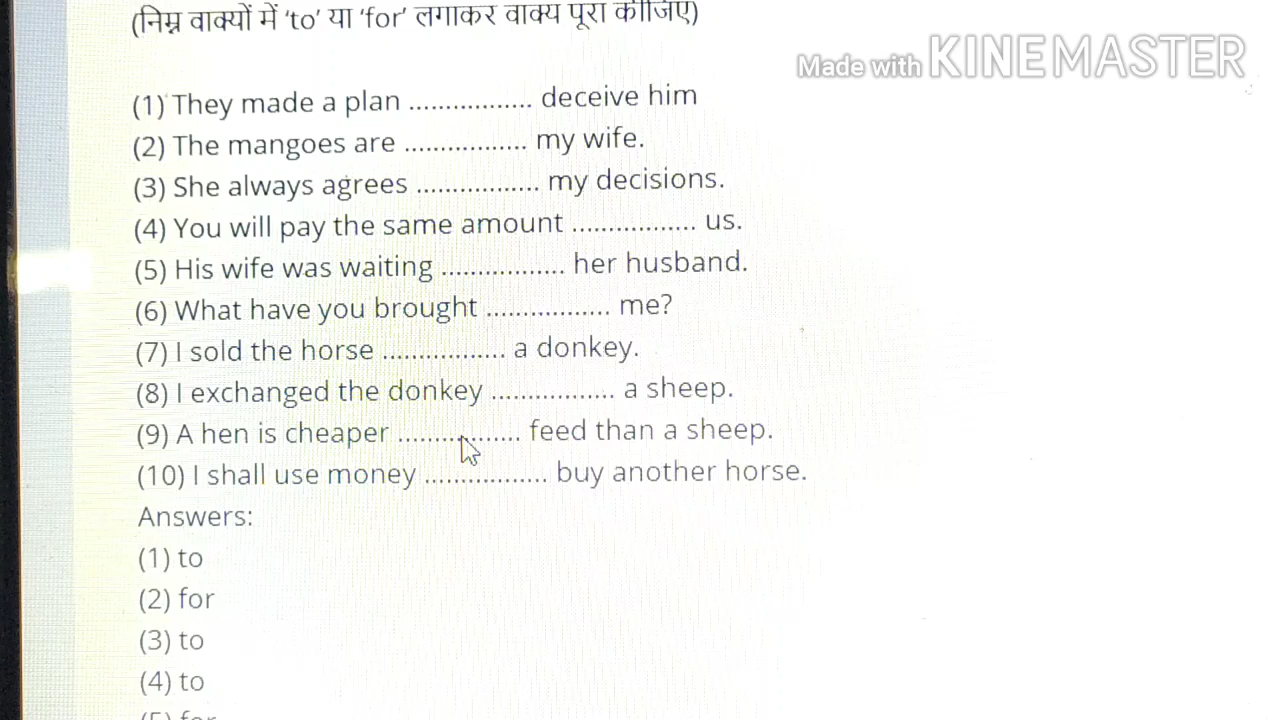 (निम्न वाक्यों में ‘to’ या ‘for’ लगाकर वाक्य पूरा कीजिए)
Made with KINEMASTER
(1) They made a plan ................. deceive him
(2) The mangoes are ................. my wife.
(3) She always agrees ................. my decisions.
(4) You will pay the same amount ................. us.
(5) His wife was waiting ................. her husband.
(6) What have you brought ................. me?
(7) I sold the horse ................. a donkey.
(8) I exchanged the donkey ................. a sheep.
(9) A hen is cheaper ................. feed than a sheep.
(10) I shall use money ................. buy another horse.
Answers:
(1) to
(2) for
(3) to
(4) to
(5) for